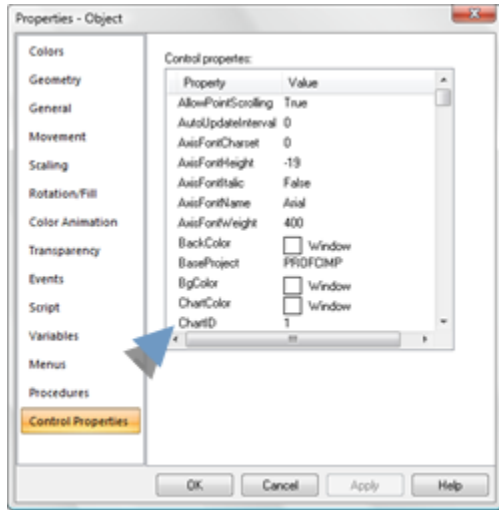 Properties - Object
Colors
Geometry
General
Movement
Scaling
Rotation/Fill
Color Animation
Transparency
Events
Script
Variables
Menus
Procedures
Control Properties
Control propertes:
Property Value
AllowPointScrolling True
AutoUpdateInterval 0
AxisFontCharset 0
AxisFontHeight -19
AxisFontItalic False
AxisFontName Arial
AxisFontWeight 400
BackColor Window
BaseProject PROFCIMP
BgColor Window
ChartColor Window
ChartID 1
OK Cancel Apply Help